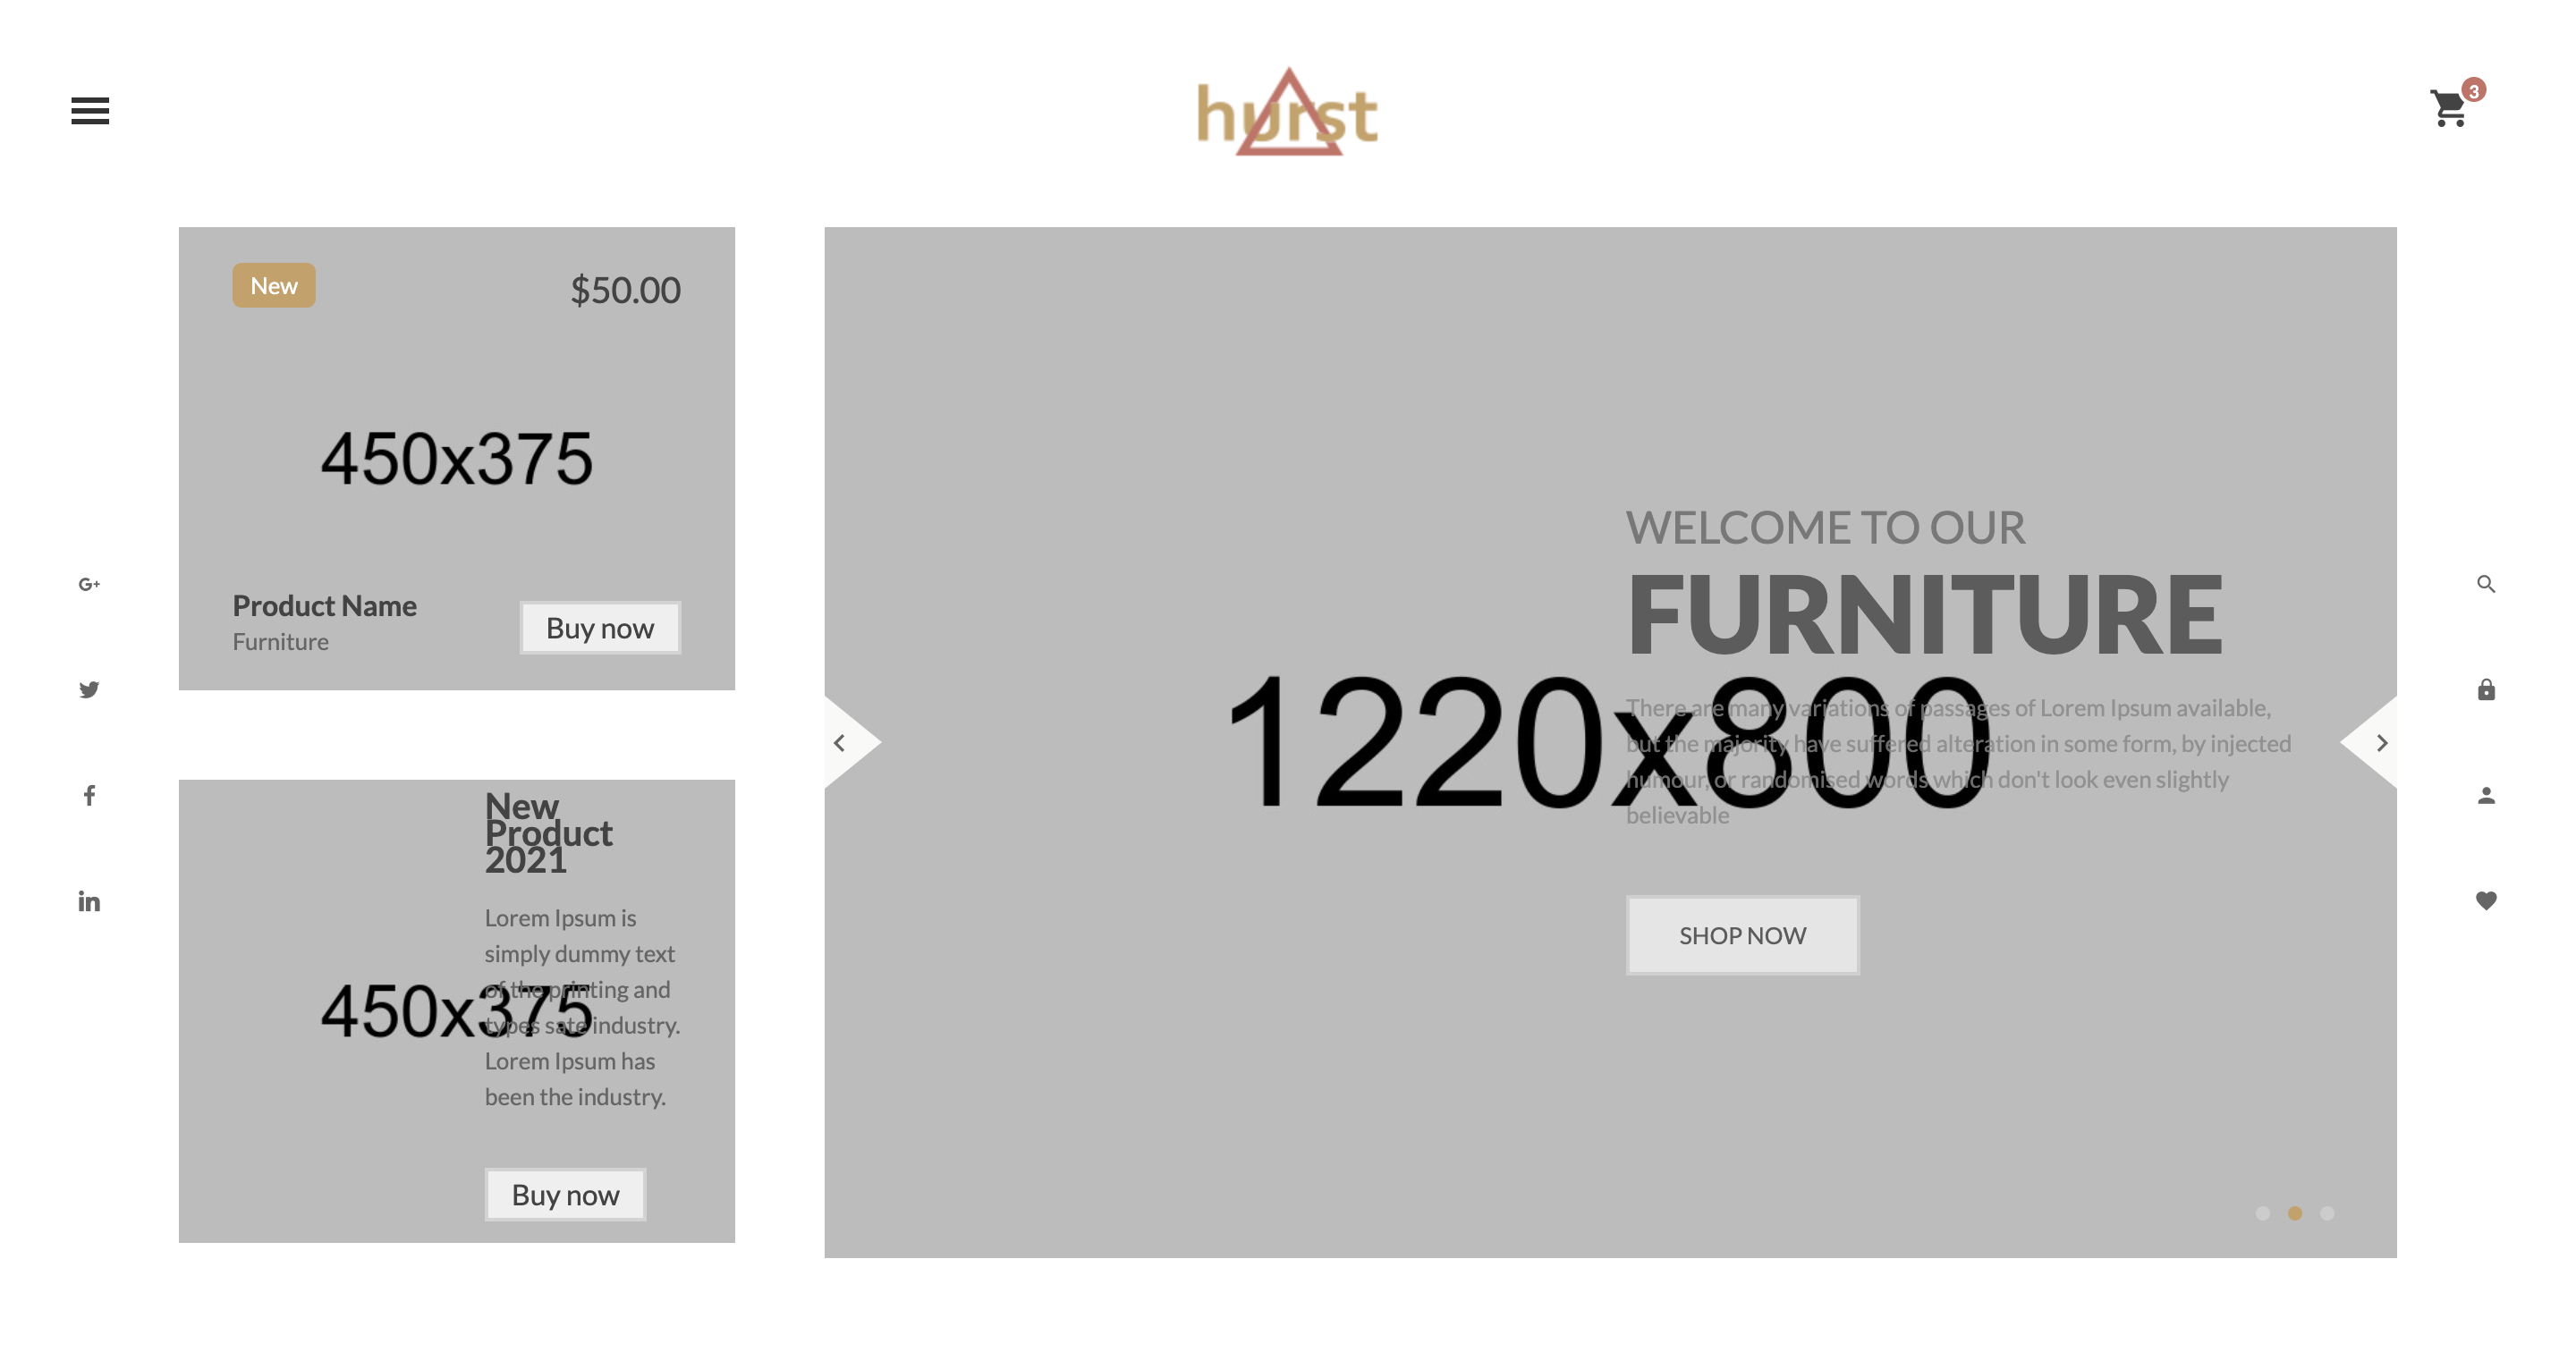 hurst
3
New
$50.00
450x375
Product Name
Furniture
Buy now
New
Product
2021
Lorem Ipsum is
simply dummy text
of the printing and
types sate industry.
Lorem Ipsum has
been the industry.
450x375
Buy now
WELCOME TO OUR
FURNITURE
1220x800
There are many variations of passages of Lorem Ipsum available,
but the majority have suffered alteration in some form, by injected
humour, or randomised words which don't look even slightly
believable
SHOP NOW
G+
f
in